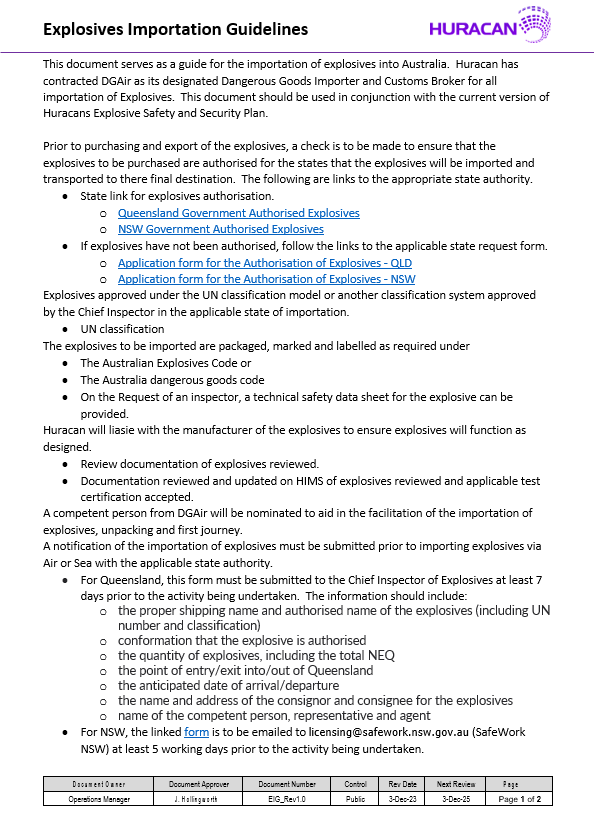 Explosives Importation Guidelines
HURACAN
This document serves as a guide for the importation of explosives into Australia. Huracan has
contracted DGAir as its designated Dangerous Goods Importer and Customs Broker for all
importation of Explosives. This document should be used in conjunction with the current version of
Huracans Explosive Safety and Security Plan.
Prior to purchasing and export of the explosives, a check is to be made to ensure that the
explosives to be purchased are authorised for the states that the explosives will be imported and
transported to there final destination. The following are links to the appropriate state authority.
• State link for explosives authorisation.
o Queensland Government Authorised Explosives
o NSW Government Authorised Explosives
• If explosives have not been authorised, follow the links to the applicable state request form.
o Application form for the Authorisation of Explosives - QLD
o Application form for the Authorisation of Explosives - NSW
Explosives approved under the UN classification model or another classification system approved
by the Chief Inspector in the applicable state of importation.
• UN classification
The explosives to be imported are packaged, marked and labelled as required under
• The Australian Explosives Code or
• The Australia dangerous goods code
• On the Request of an inspector, a technical safety data sheet for the explosive can be
provided.
Huracan will liasie with the manufacturer of the explosives to ensure explosives will function as
designed.
• Review documentation of explosives reviewed.
• Documentation reviewed and updated on HIMS of explosives reviewed and applicable test
certification accepted.
A competent person from DGAir will be nominated to aid in the facilitation of the importation of
explosives, unpacking and first journey.
A notification of the importation of explosives must be submitted prior to importing explosives via
Air or Sea with the applicable state authority.
• For Queensland, this form must be submitted to the Chief Inspector of Explosives at least 7
days prior to the activity being undertaken. The information should include:
o the proper shipping name and authorised name of the explosives (including UN
number and classification)
o conformation that the explosive is authorised
o the quantity of explosives, including the total NEQ
o the point of entry/exit into/out of Queensland
o the anticipated date of arrival/departure
o the name and address of the consignor and consignee for the explosives
o name of the competent person, representative and agent
• For NSW, the linked form is to be emailed to licensing@safework.nsw.gov.au (SafeWork
NSW) at least 5 working days prior to the activity being undertaken.
Document Owner Document Approver Document Number Control Rev Date Next Review Page
Operations Manager J. Hollingworth EIG_Rev1.0 Public 3-Dec-23 3-Dec-25 Page 1 of 2